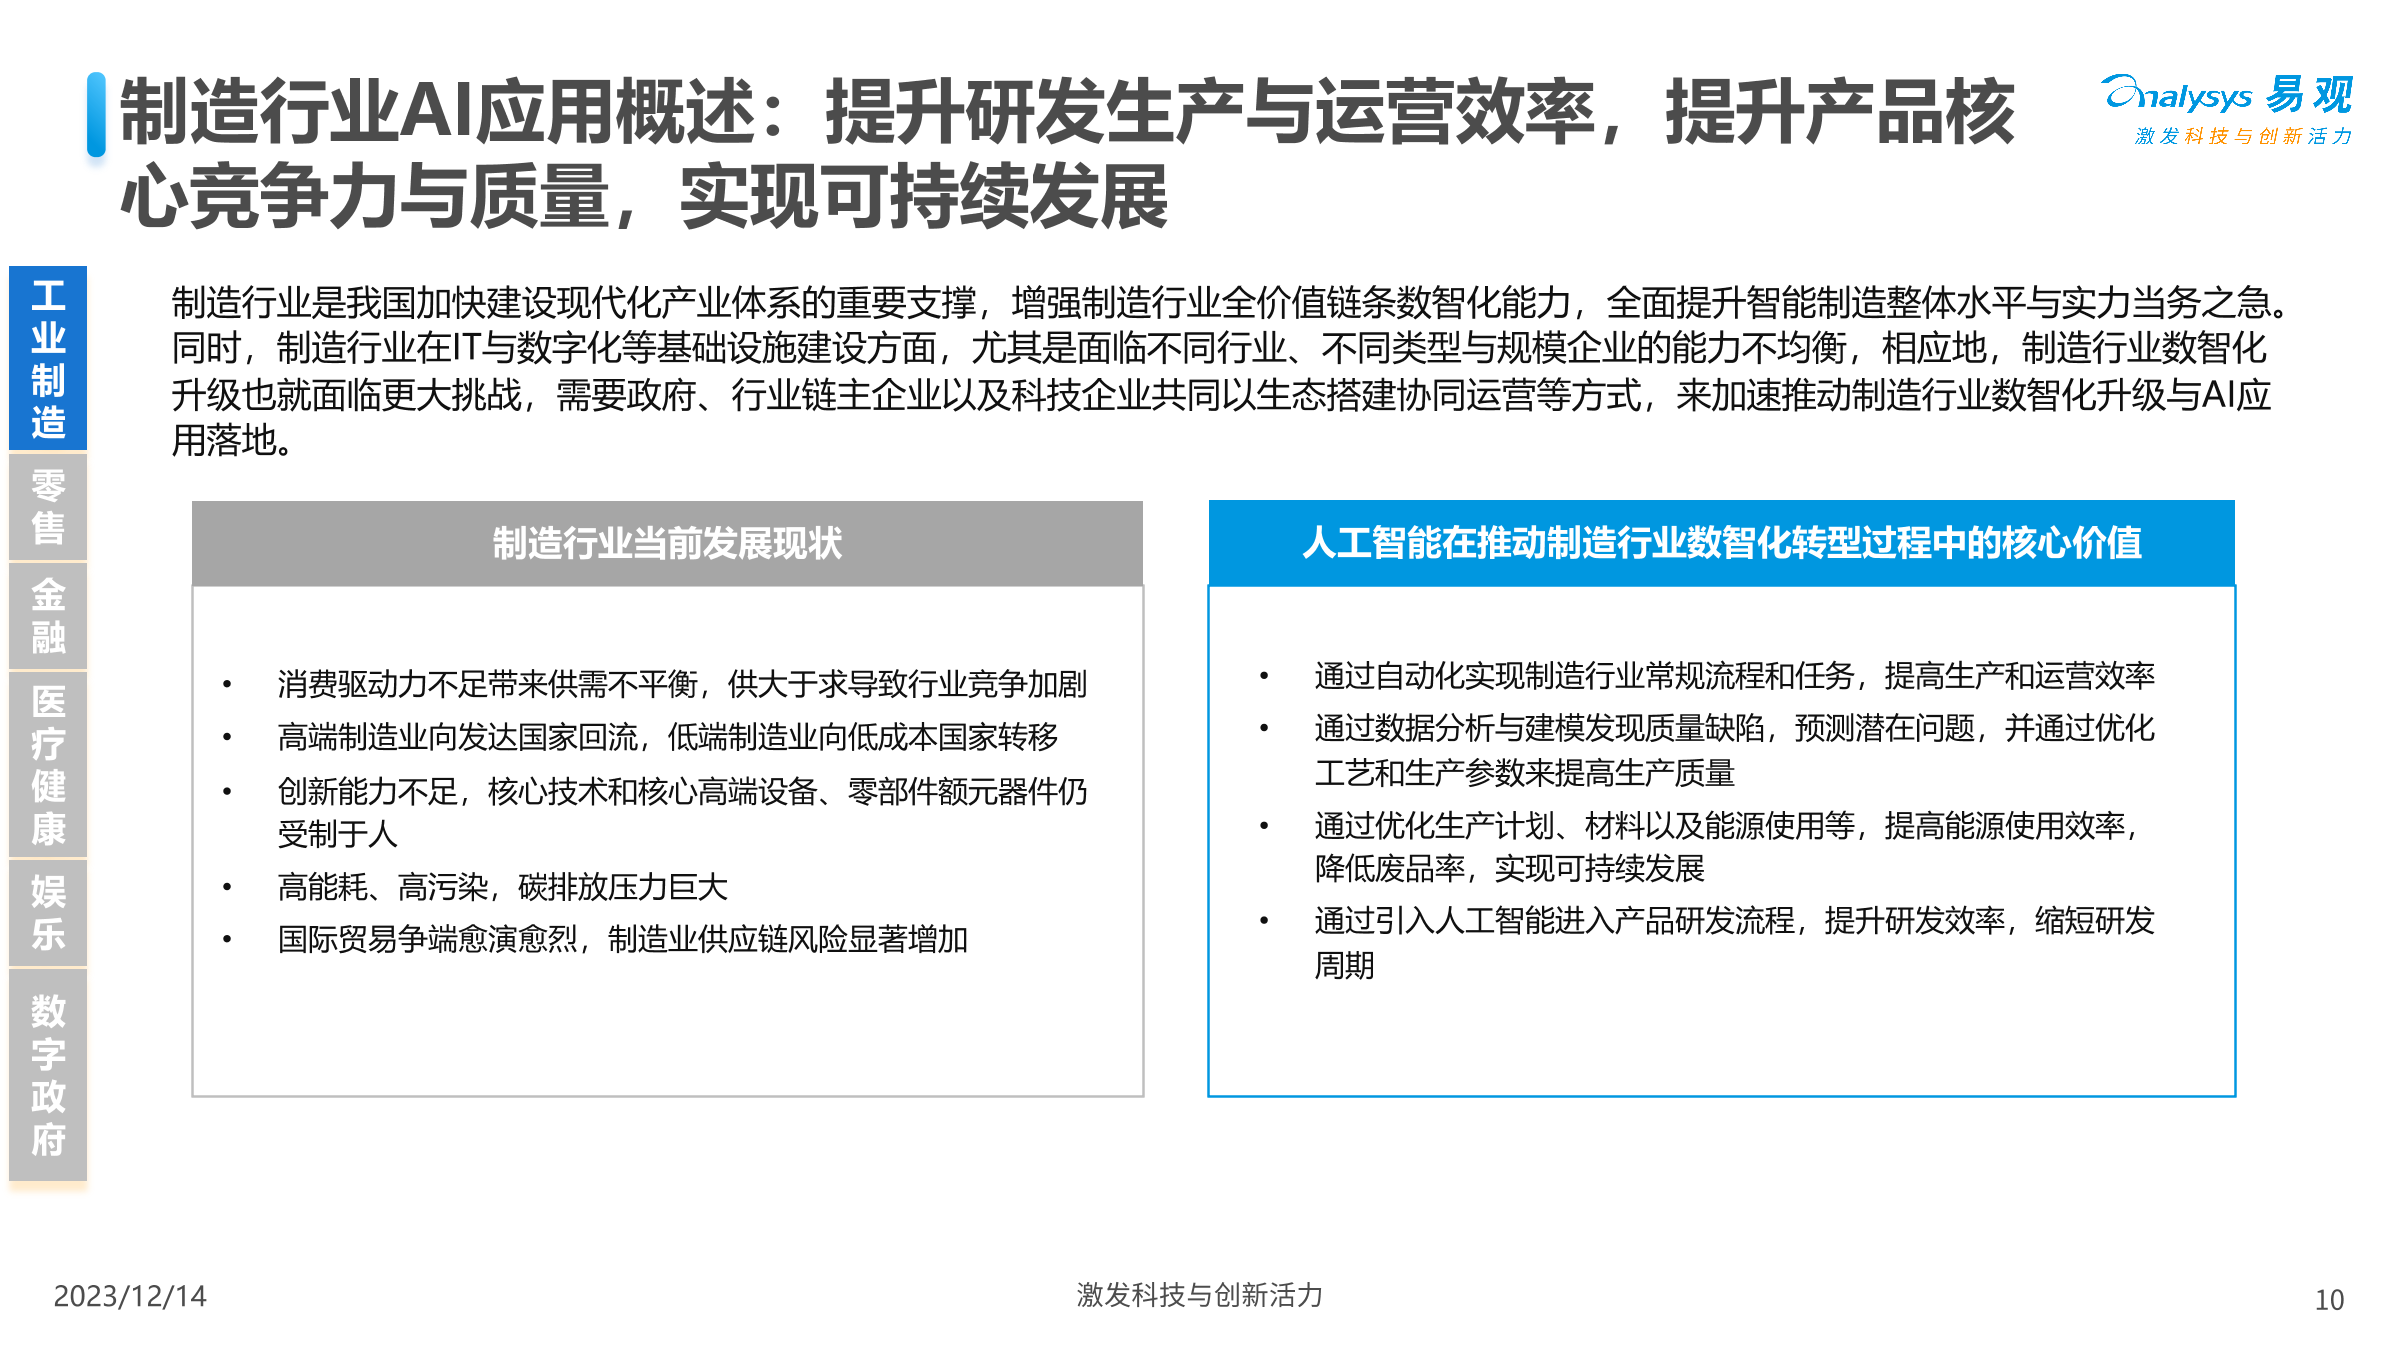 制造行业AI应用概述：提升研发生产与运营效率，提升产品核
心竞争力与质量，实现可持续发展
analysys 易观
激发科技与创新活力
工业制造
零售
金融
医疗健康
娱乐
数字政府
制造行业是我国加快建设现代化产业体系的重要支撑，增强制造行业全价值链条数智化能力，全面提升智能制造整体水平与实力当务之急。
同时，制造行业在IT与数字化等基础设施建设方面，尤其是面临不同行业、不同类型与规模企业的能力不均衡，相应地，制造行业数智化
升级也就面临更大挑战，需要政府、行业链主企业以及科技企业共同以生态搭建协同运营等方式，来加速推动制造行业数智化升级与AI应
用落地。
制造行业当前发展现状
• 消费驱动力不足带来供需不平衡，供大于求导致行业竞争加剧
• 高端制造业向发达国家回流，低端制造业向低成本国家转移
• 创新能力不足，核心技术和核心高端设备、零部件额元器件仍
受制于人
• 高能耗、高污染，碳排放压力巨大
• 国际贸易争端愈演愈烈，制造业供应链风险显著增加
人工智能在推动制造行业数智化转型过程中的核心价值
• 通过自动化实现制造行业常规流程和任务，提高生产和运营效率
• 通过数据分析与建模发现质量缺陷，预测潜在问题，并通过优化
工艺和生产参数来提高生产质量
• 通过优化生产计划、材料以及能源使用等，提高能源使用效率，
降低废品率，实现可持续发展
• 通过引入人工智能进入产品研发流程，提升研发效率，缩短研发
周期
2023/12/14
激发科技与创新活力
10